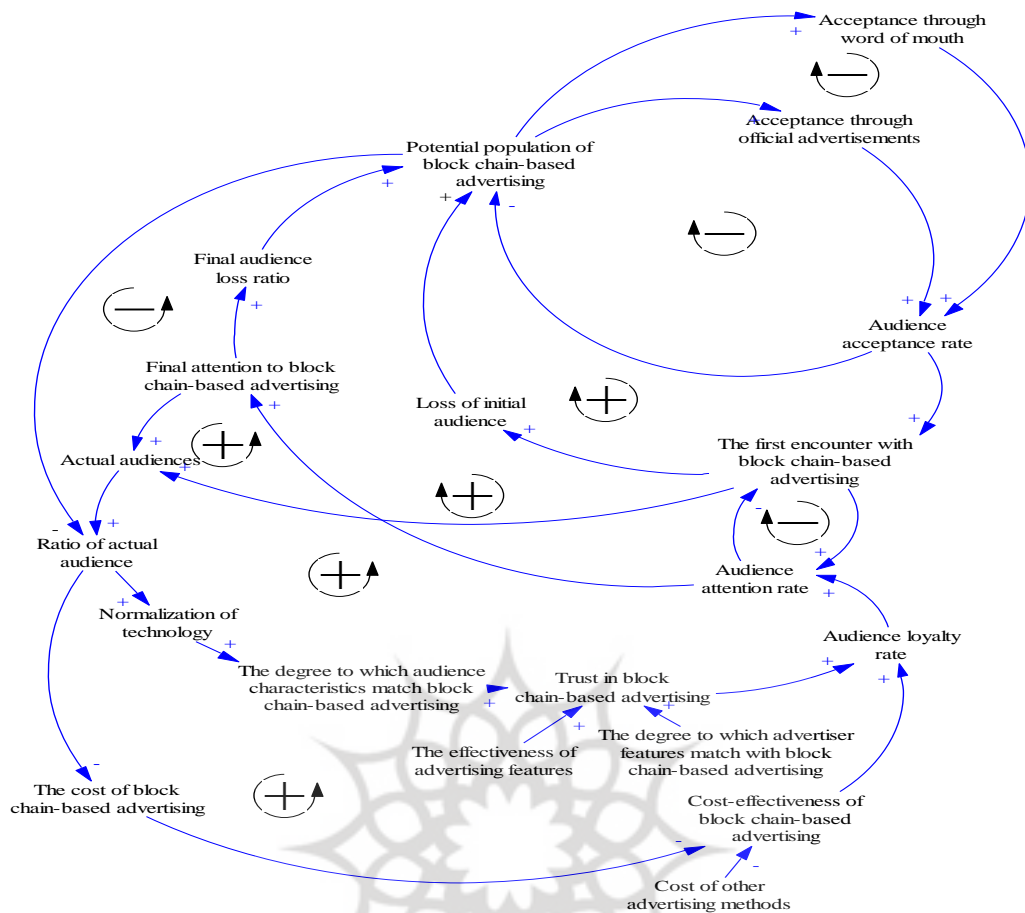 Acceptance through
word of mouth
+
Acceptance through
official advertisements
+
Potential population of
block chain-based
advertising
+
+
-
Final audience
loss ratio
+
+
+
Audience
acceptance rate
Final attention to block
chain-based advertising
+
Loss of initial
audience
+
+
The first encounter with
block chain-based
advertising
+
Actual audiences
+
-
+
Ratio of actual
audience
-
+
Audience
attention rate
+
+
Normalization of
technology
+
Audience loyalty
rate
+
+
The degree to which audience
characteristics match block
chain-based advertising
+
Trust in block
chain-based advertising
+
+
The effectiveness of
advertising features
The degree to which advertiser
features match with block
chain-based advertising
-
The cost of block
chain-based advertising
Cost-effectiveness of
block chain-based
advertising
-
-
Cost of other
advertising methods